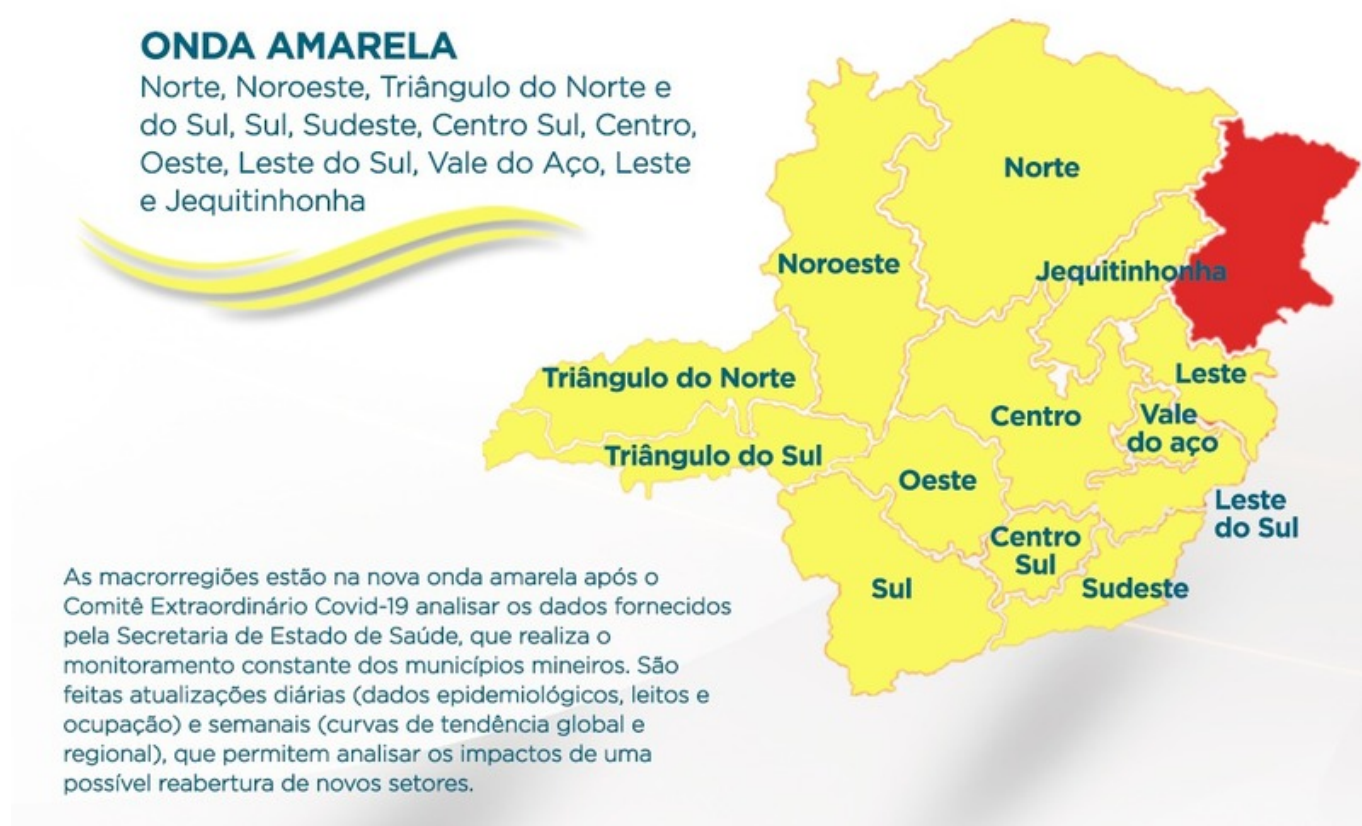 ONDA AMARELA
Norte, Noroeste, Triângulo do Norte e
do Sul, Sul, Sudeste, Centro Sul, Centro,
Oeste, Leste do Sul, Vale do Aço, Leste
e Jequitinhonha
Norte
Noroeste
Jequitinhonha
Triângulo do Norte
Leste
Centro
Vale
do aço
Triângulo do Sul
Oeste
Leste
do Sul
Centro
Sul
Sul
Sudeste
As macrorregiões estão na nova onda amarela após o
Comitê Extraordinário Covid-19 analisar os dados fornecidos
pela Secretaria de Estado de Saúde, que realiza o
monitoramento constante dos municípios mineiros. São
feitas atualizações diárias (dados epidemiológicos, leitos e
ocupação) e semanais (curvas de tendência global e
regional), que permitem analisar os impactos de uma
possível reabertura de novos setores.